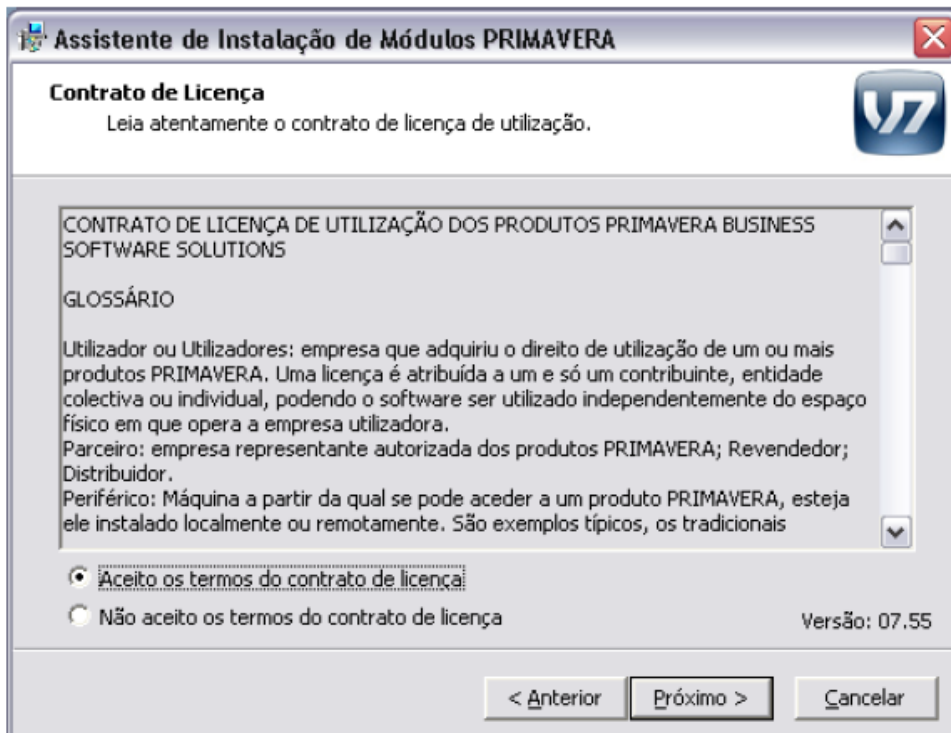 Assistente de Instalação de Módulos PRIMAVERA
Contrato de Licença
Leia atentamente o contrato de licença de utilização.
V7
CONTRATO DE LICENÇA DE UTILIZAÇÃO DOS PRODUTOS PRIMAVERA BUSINESS
SOFTWARE SOLUTIONS
GLOSSÁRIO
Utilizador ou Utilizadores: empresa que adquiriu o direito de utilização de um ou mais
produtos PRIMAVERA. Uma licença é atribuída a um e só um contribuinte, entidade
colectiva ou individual, podendo o software ser utilizado independentemente do espaço
físico em que opera a empresa utilizadora.
Parceiro: empresa representante autorizada dos produtos PRIMAVERA; Revendedor;
Distribuidor.
Periférico: Máquina a partir da qual se pode aceder a um produto PRIMAVERA, esteja
ele instalado localmente ou remotamente. São exemplos típicos, os tradicionais
Aceito os termos do contrato de licença
Não aceito os termos do contrato de licença
Versão: 07.55
< Anterior
Próximo >
Cancelar